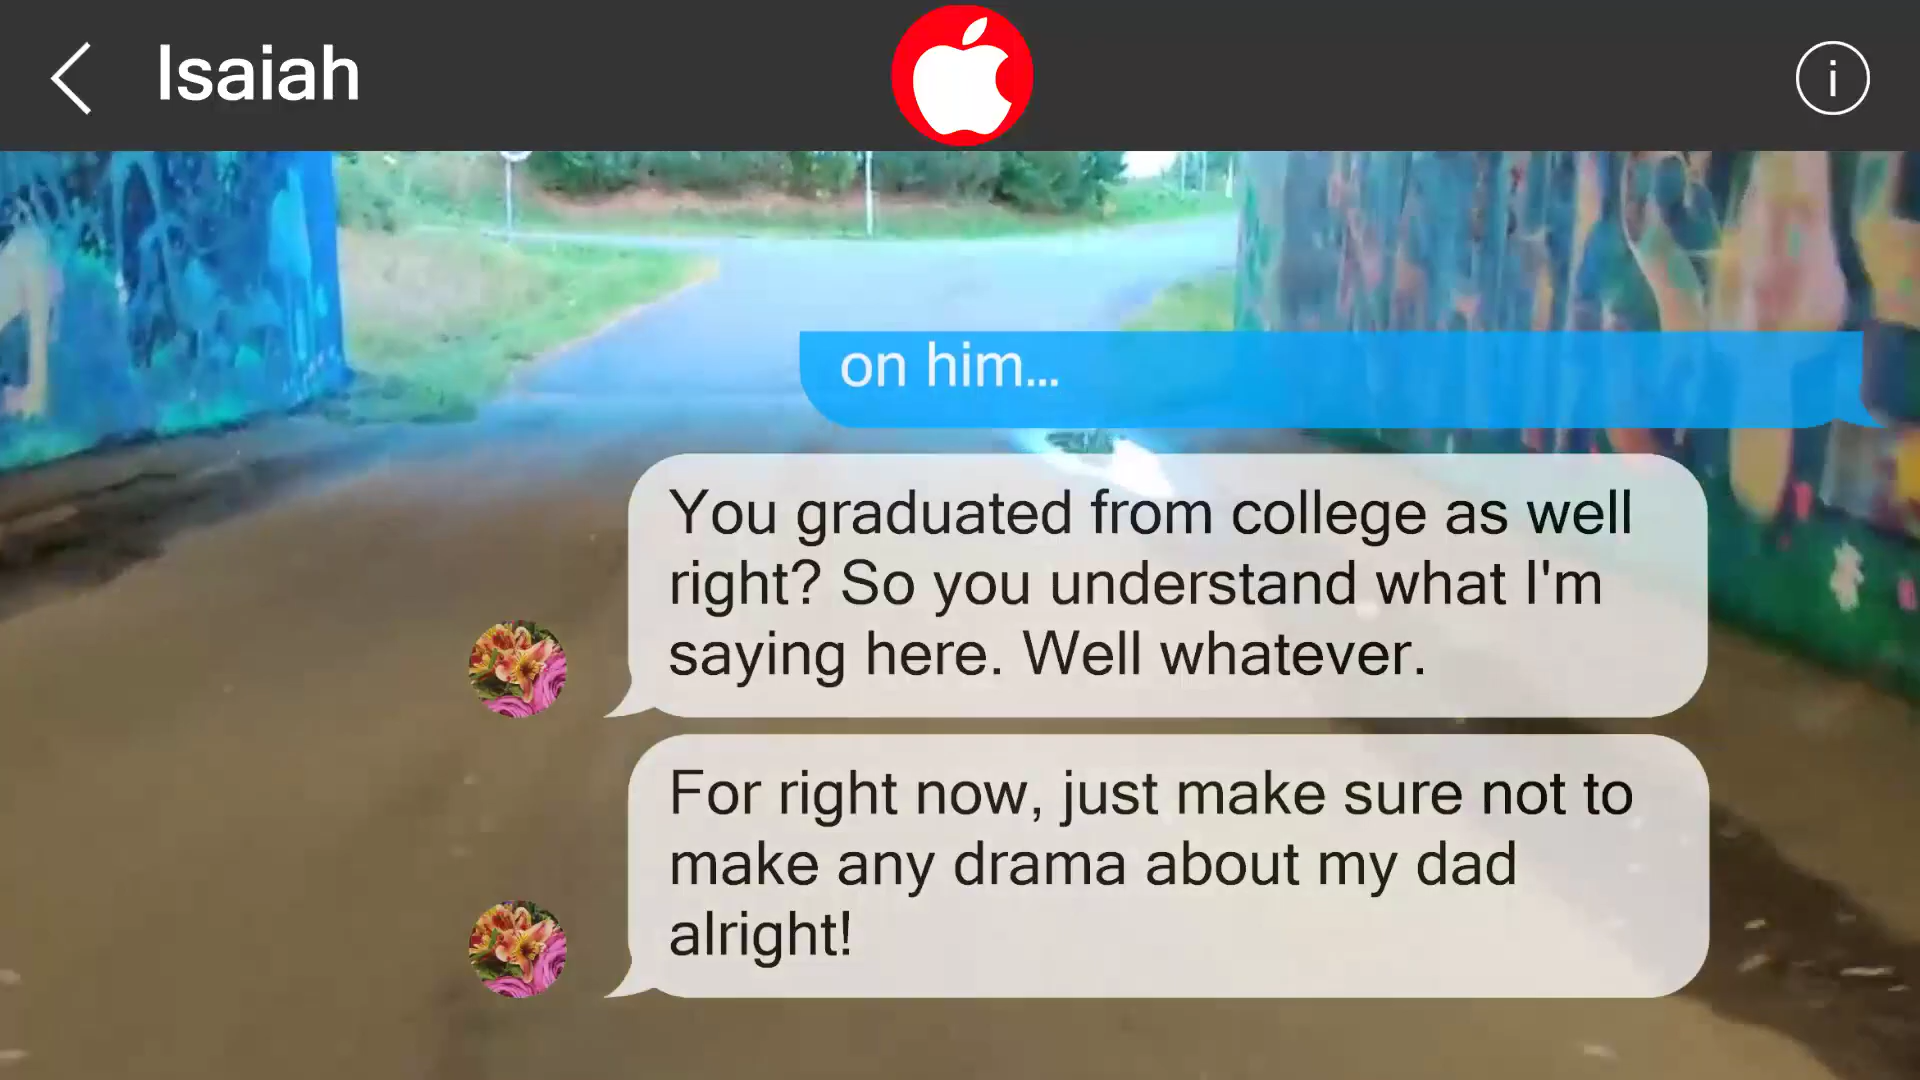 Isaiah
i
on him...
You graduated from college as well
right? So you understand what I'm
saying here. Well whatever.
For right now, just make sure not to
make any drama about my dad
alright!